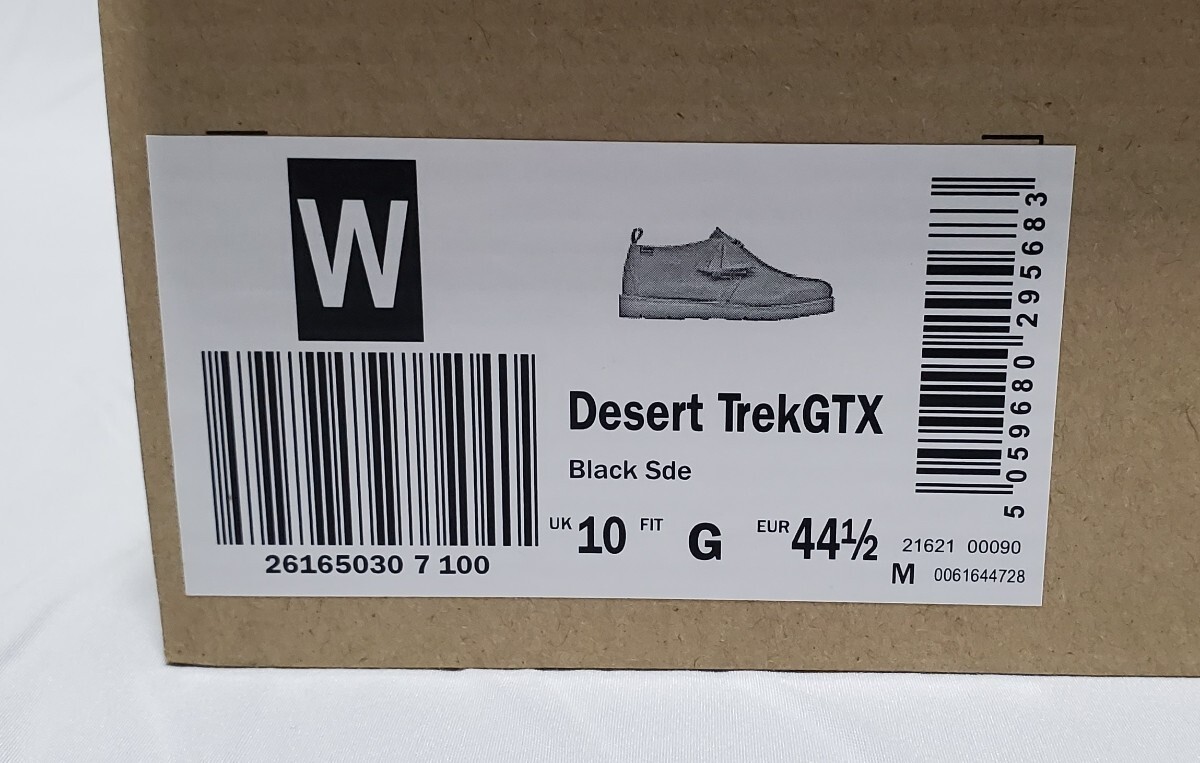 W
26165030 7 100
Desert TrekGTX
Black Sde
UK 10 FIT G EUR 44½
5 059680 295683
21621 00090
M 0061644728